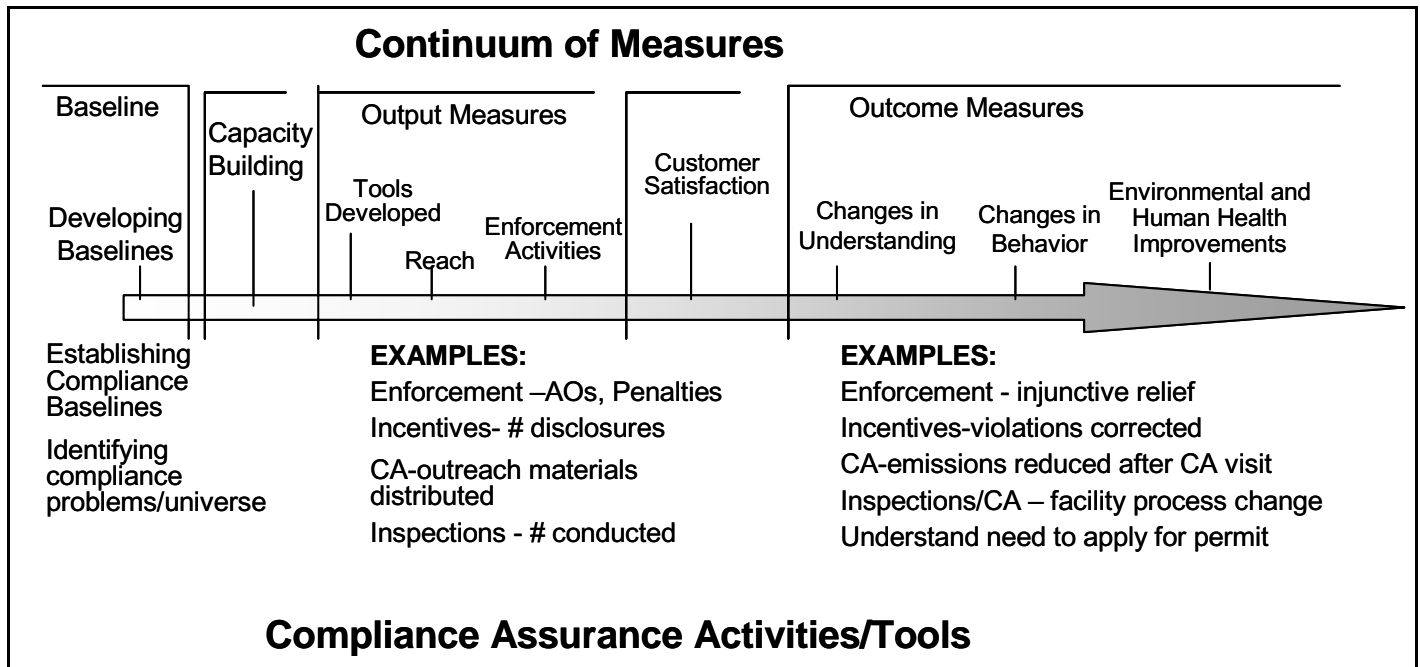 Continuum of Measures
Baseline
Developing
Baselines
Capacity
Building
Output Measures
Tools
Developed
Reach
Enforcement
Activities
Customer
Satisfaction
Outcome Measures
Changes in
Understanding
Changes in
Behavior
Environmental and
Human Health
Improvements
Establishing
Compliance
Baselines
Identifying
compliance
problems/universe
EXAMPLES:
Enforcement –AOs, Penalties
Incentives- # disclosures
CA-outreach materials
distributed
Inspections - # conducted
EXAMPLES:
Enforcement - injunctive relief
Incentives-violations corrected
CA-emissions reduced after CA visit
Inspections/CA – facility process change
Understand need to apply for permit
Compliance Assurance Activities/Tools